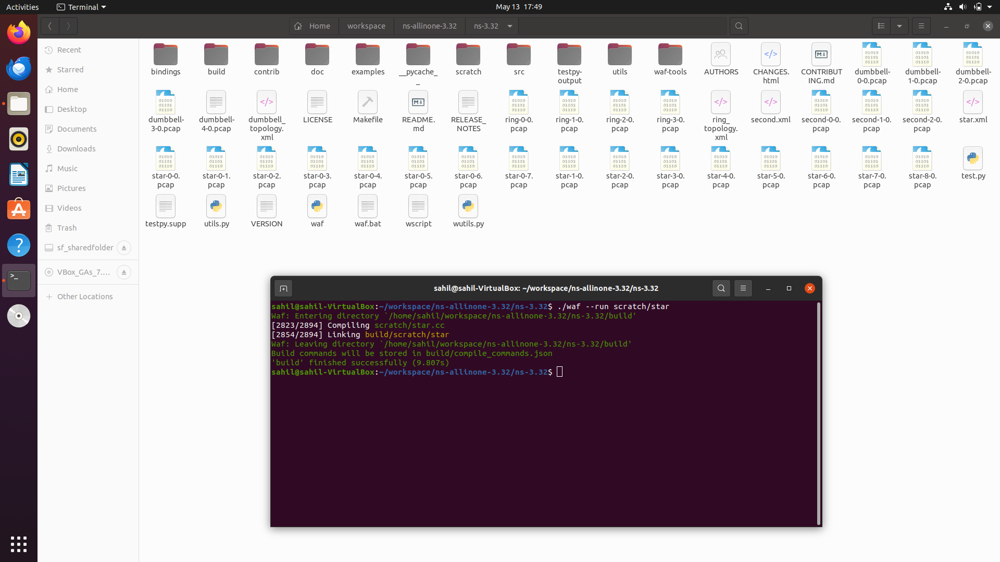 Activities
Terminal
May 13 17:49
Home
workspace
ns-allinone-3.32
ns-3.32
Recent
Starred
Home
Desktop
Documents
Downloads
Music
Pictures
Videos
Trash
sf_sharedfolder
VBox_GAs_7....
Other Locations
bindings
build
contrib
doc
examples
__pycache_
_
scratch
src
testpy-
output
utils
waf-tools
AUTHORS
CHANGES.
html
CONTRIBUT
ING.md
dumbbell-
0-0.pcap
dumbbell-
1-0.pcap
dumbbell-
2-0.pcap
dumbbell-
3-0.pcap
dumbbell-
4-0.pcap
dumbbell_
topology.
xml
LICENSE
Makefile
README.
md
RELEASE_
NOTES
ring-0-0.
pcap
ring-1-0.
pcap
ring-2-0.
pcap
ring-3-0.
pcap
ring_
topology.
xml
second.xml
second-0-0.
pcap
second-1-0.
pcap
second-2-0.
pcap
star.xml
star-0-0.
pcap
star-0-1.
pcap
star-0-2.
pcap
star-0-3.
pcap
star-0-4.
pcap
star-0-5.
pcap
star-0-6.
pcap
star-0-7.
pcap
star-1-0.
pcap
star-2-0.
pcap
star-3-0.
pcap
star-4-0.
pcap
star-5-0.
pcap
star-6-0.
pcap
star-7-0.
pcap
star-8-0.
pcap
test.py
testpy.supp
utils.py
VERSION
waf
waf.bat
wscript
wutils.py
sahil@sahil-VirtualBox: ~/workspace/ns-allinone-3.32/ns-3.32
sahil@sahil-VirtualBox:~/workspace/ns-allinone-3.32/ns-3.32$ ./waf --run scratch/star
Waf: Entering directory `/home/sahil/workspace/ns-allinone-3.32/ns-3.32/build'
[2823/2894] Compiling scratch/star.cc
[2854/2894] Linking build/scratch/star
Waf: Leaving directory `/home/sahil/workspace/ns-allinone-3.32/ns-3.32/build'
Build commands will be stored in build/compile_commands.json
'build' finished successfully (9.807s)
sahil@sahil-VirtualBox:~/workspace/ns-allinone-3.32/ns-3.32$